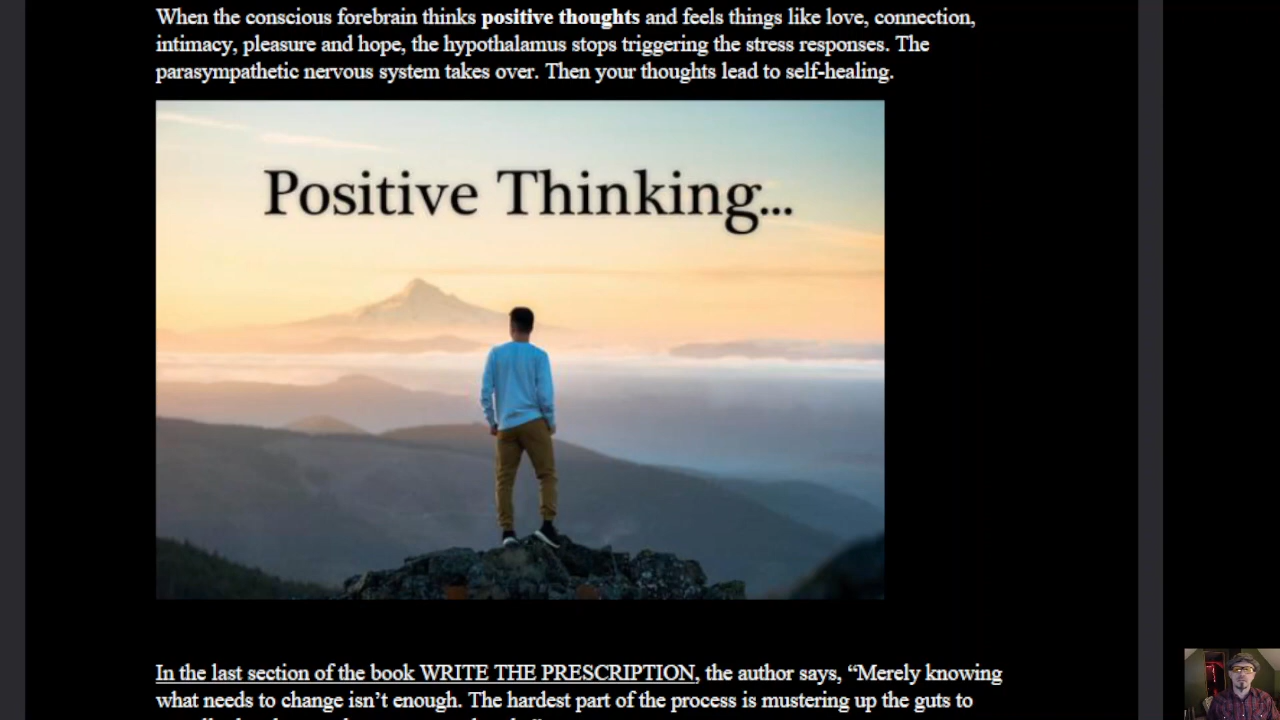 When the conscious forebrain thinks positive thoughts and feels things like love, connection,
intimacy, pleasure and hope, the hypothalamus stops triggering the stress responses. The
parasympathetic nervous system takes over. Then your thoughts lead to self-healing.
Positive Thinking...
In the last section of the book WRITE THE PRESCRIPTION, the author says, “Merely knowing
what needs to change isn’t enough. The hardest part of the process is mustering up the guts to